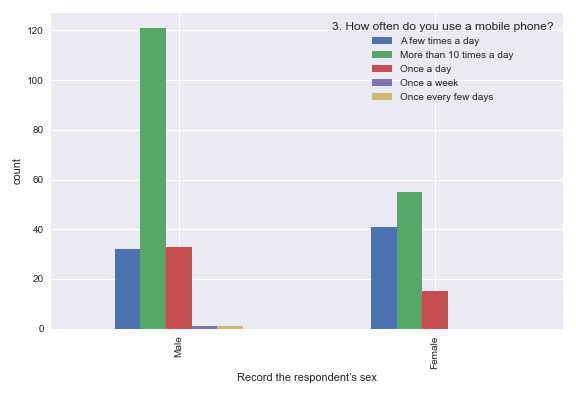 3. How often do you use a mobile phone?
A few times a day
More than 10 times a day
Once a day
Once a week
Once every few days
120
100
80
60
40
20
0
count
Male
Female
Record the respondent's sex